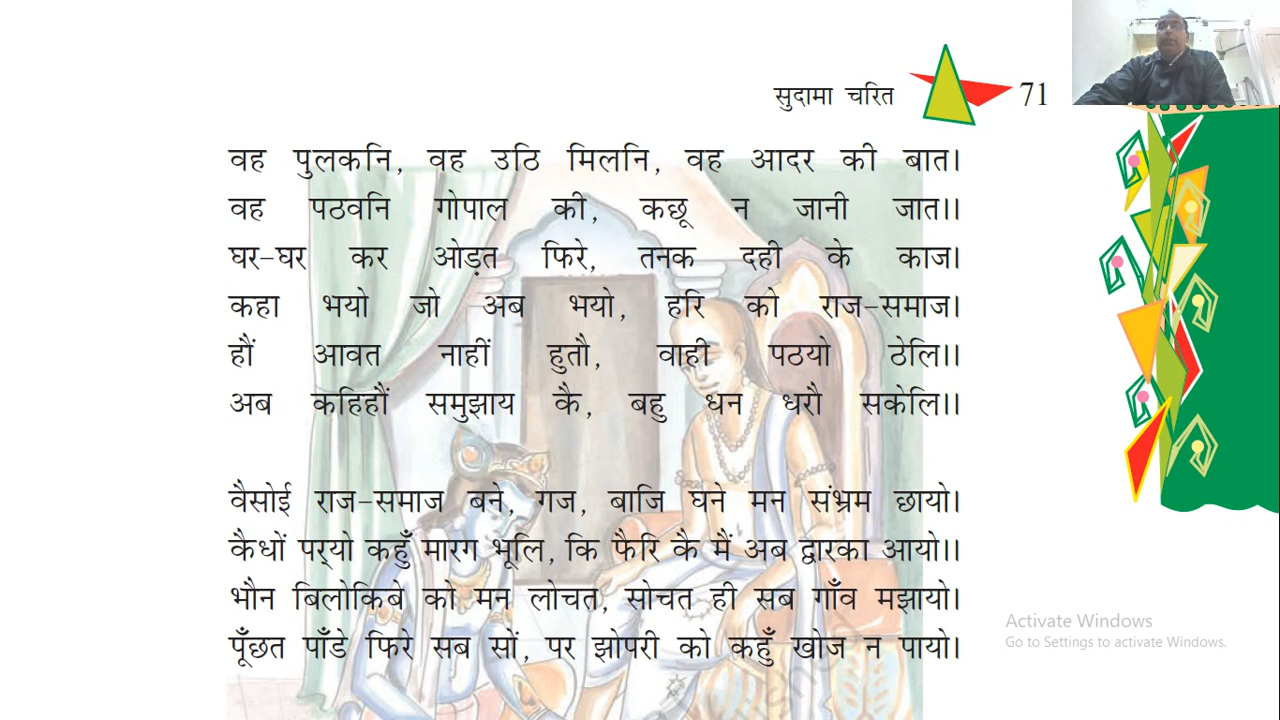 सुदामा चरित 71
वह पुलकनि, वह उठि मिलनि, वह आदर की बात।
वह पठवनि गोपाल की, कछू न जानी जात।।
घर-घर कर ओड़त फिरे, तनक दही के काज।
कहा भयो जो अब भयो, हरि को राज-समाज।
हौं आवत नाहीं हुतौ, वाही पठयो ठेलि।।
अब कहिहौं समुझाय कै, बहु धन धरौ सकेलि।।
वैसोई राज-समाज बने, गज, बाजि घने मन संभ्रम छायो।
कैधों पर्‌यो कहुँ मारग भूलि, कि फैरि कै मैं अब द्वारका आयो।।
भौन बिलोकिबे को मन लोचत, सोचत ही सब गाँव मझायो।
पूँछत पाँडे फिरे सब सों, पर झोपरी को कहुँ खोज न पायो।
Activate Windows
Go to Settings to activate Windows.